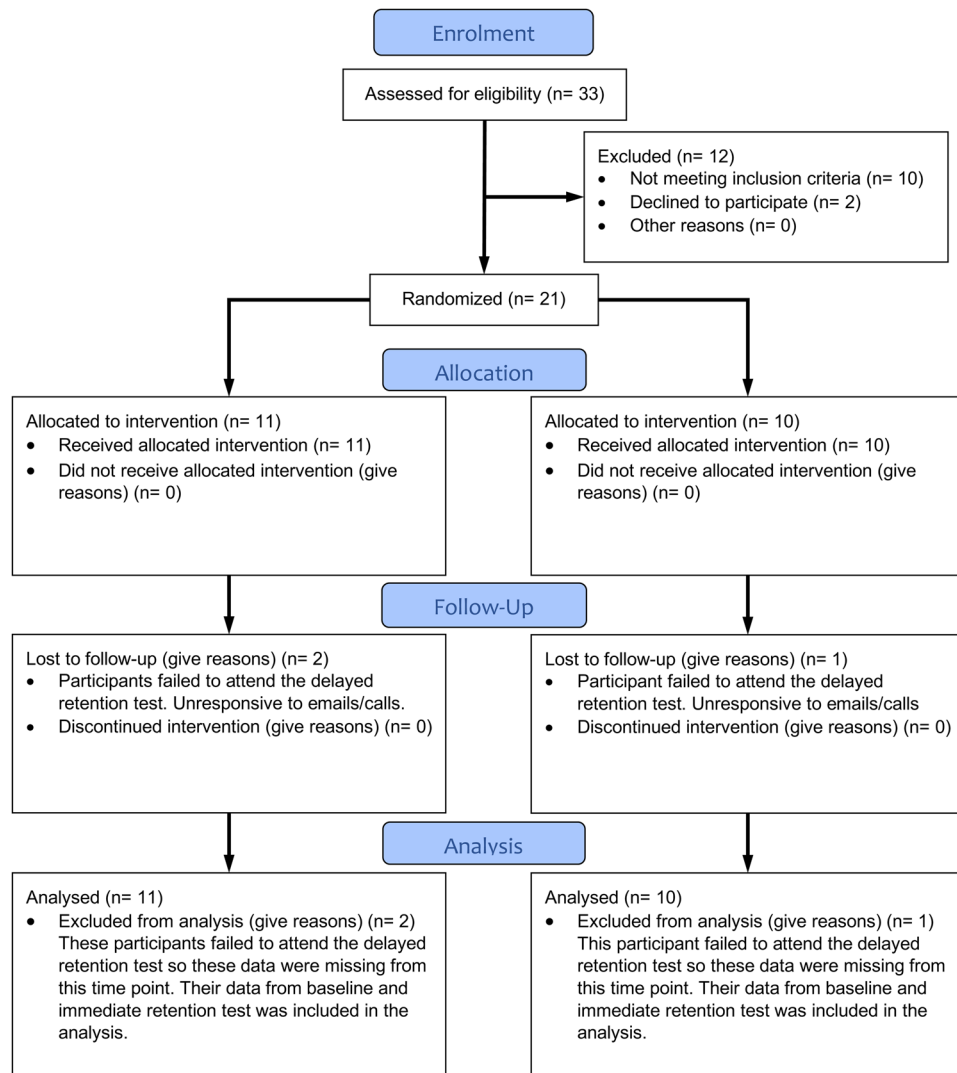 Enrolment
Assessed for eligibility (n= 33)
Excluded (n= 12)
• Not meeting inclusion criteria (n= 10)
• Declined to participate (n= 2)
• Other reasons (n= 0)
Randomized (n= 21)
Allocation
Allocated to intervention (n= 11)
• Received allocated intervention (n= 11)
• Did not receive allocated intervention (give
reasons) (n= 0)
Allocated to intervention (n= 10)
• Received allocated intervention (n= 10)
• Did not receive allocated intervention (give
reasons) (n= 0)
Follow-Up
Lost to follow-up (give reasons) (n= 2)
• Participants failed to attend the delayed
retention test. Unresponsive to emails/calls.
• Discontinued intervention (give reasons) (n= 0)
Lost to follow-up (give reasons) (n= 1)
• Participant failed to attend the delayed
retention test. Unresponsive to emails/calls
• Discontinued intervention (give reasons) (n= 0)
Analysis
Analysed (n= 11)
• Excluded from analysis (give reasons) (n= 2)
These participants failed to attend the delayed
retention test so these data were missing from
this time point. Their data from baseline and
immediate retention test was included in the
analysis.
Analysed (n= 10)
• Excluded from analysis (give reasons) (n= 1)
This participant failed to attend the delayed
retention test so these data were missing from
this time point. Their data from baseline and
immediate retention test was included in the
analysis.